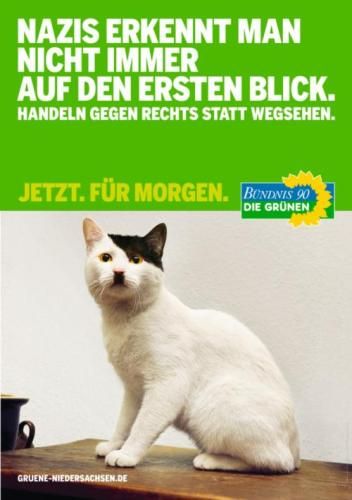 NAZIS ERKENNT MAN
NICHT IMMER
AUF DEN ERSTEN BLICK.
HANDELN GEGEN RECHTS STATT WEGSEHEN.
JETZT. FÜR MORGEN.
BÜNDNIS 90
DIE GRÜNEN
GRUENE-NIEDERSACHSEN.DE